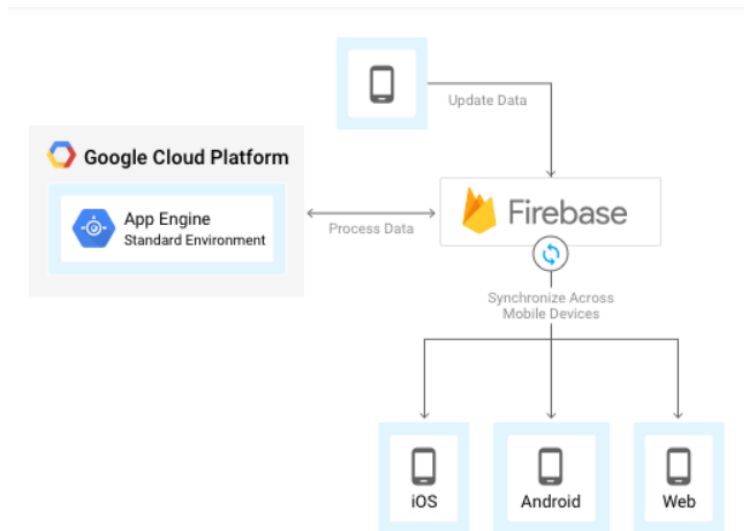 Update Data
Google Cloud Platform
App Engine
Standard Environment
Process Data
Firebase
Synchronize Across
Mobile Devices
iOS
Android
Web